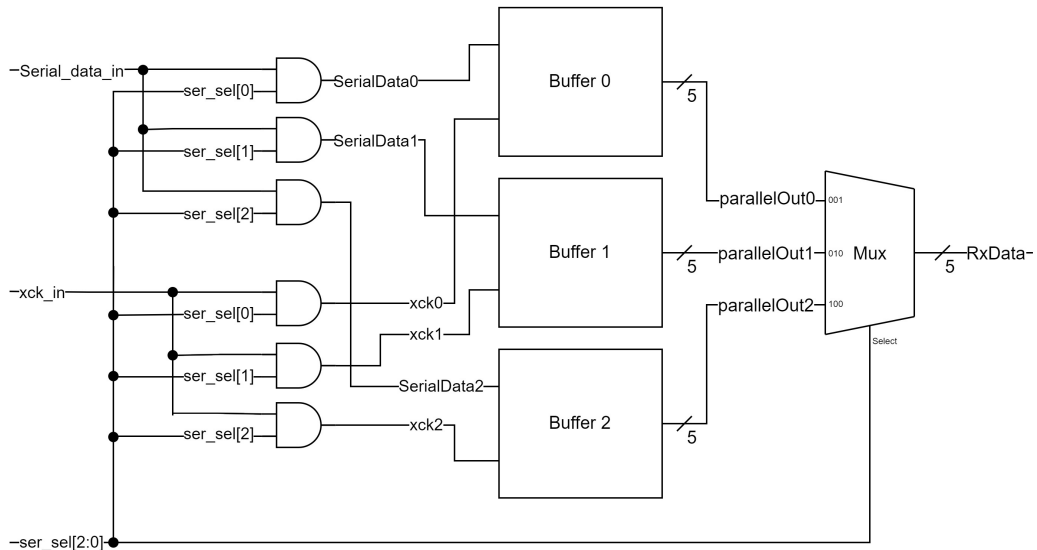 Serial_data_in
ser_sel[0]
SerialData0
Buffer 0
5
ser_sel[1]
SerialData1
ser_sel[2]
parallelOut0
001
Buffer 1
5
parallelOut1
010
Mux
5
RxData
xck_in
ser_sel[0]
xck0
parallelOut2
100
xck1
Select
ser_sel[1]
SerialData2
ser_sel[2]
xck2
Buffer 2
5
ser_sel[2:0]